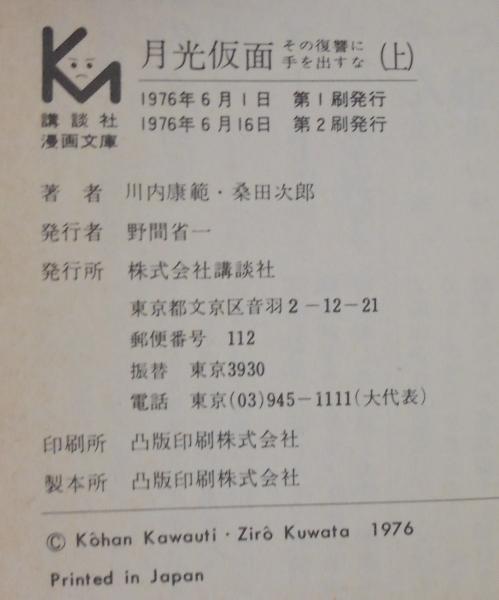 KM
月光仮面 その復讐に手を出すな (上)
1976年6月1日 第1刷発行
1976年6月16日 第2刷発行
講談社
漫画文庫
著者 川内康範・桑田次郎
発行者 野間省一
発行所 株式会社講談社
東京都文京区音羽2-12-21
郵便番号 112
振替 東京3930
電話 東京(03)945-1111(大代表)
印刷所 凸版印刷株式会社
製本所 凸版印刷株式会社
© Kôhan Kawauti・Zirô Kuwata 1976
Printed in Japan